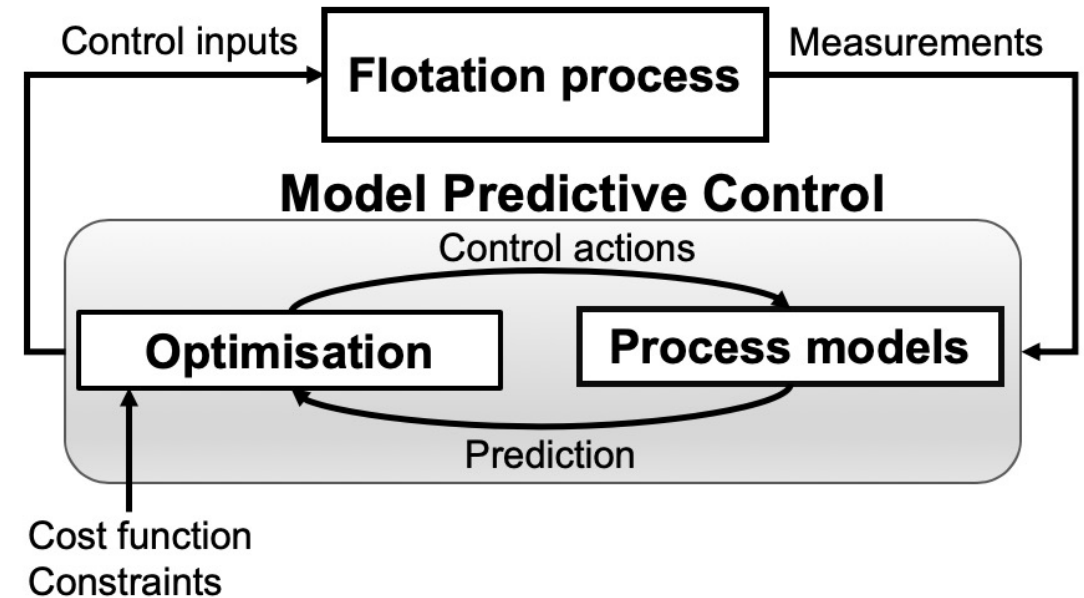 Control inputs
Flotation process
Measurements
Model Predictive Control
Control actions
Optimisation
Process models
Prediction
Cost function
Constraints